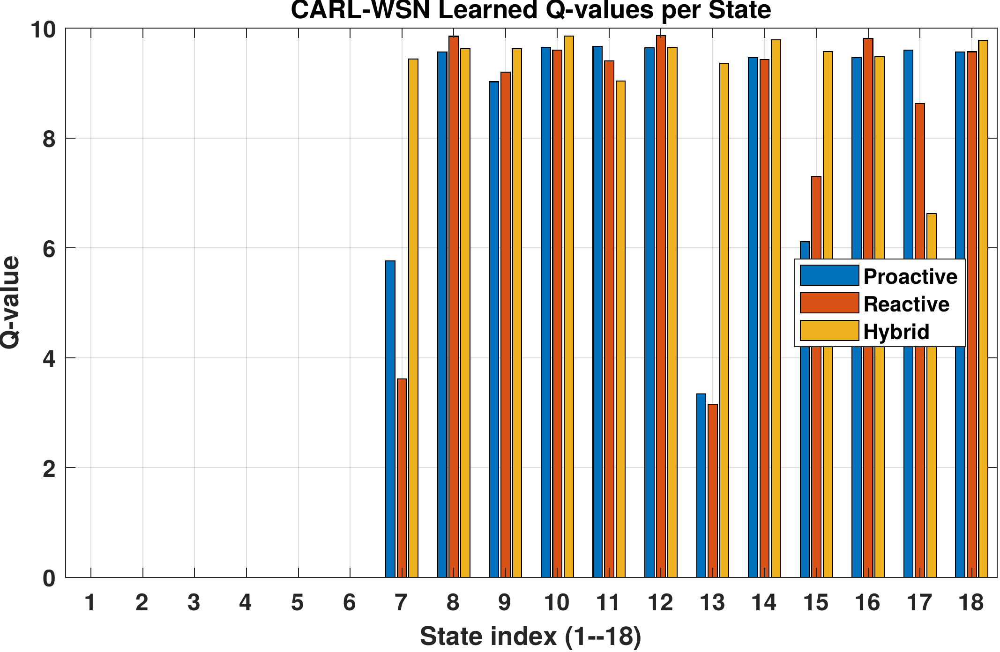 CARL-WSN Learned Q-values per State
10
8
6
4
2
0
Q-value
Proactive
Reactive
Hybrid
1 2 3 4 5 6 7 8 9 10 11 12 13 14 15 16 17 18
State index (1--18)